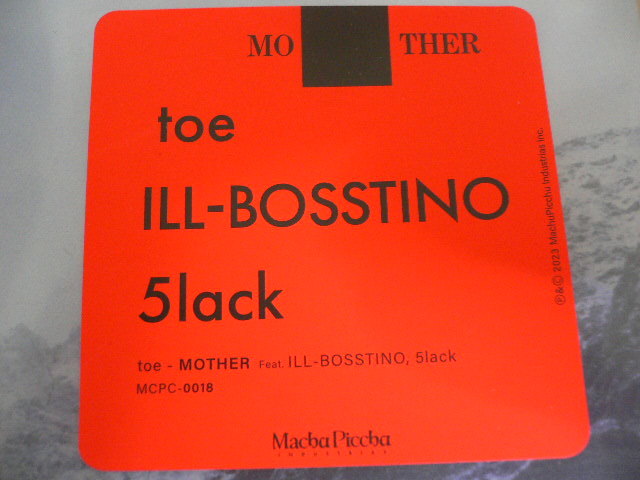 MO THER
toe
ILL-BOSSTINO
5lack
toe - MOTHER Feat. ILL-BOSSTINO, 5lack
MCPC-0018
MachuPicchu
INDUSTRIAS
℗&© 2023 MachuPicchu Industrias Inc.